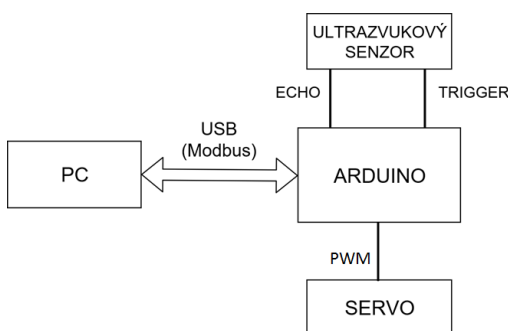 ULTRAZVUKOVÝ
SENZOR
ECHO
TRIGGER
USB
(Modbus)
PC
ARDUINO
PWM
SERVO